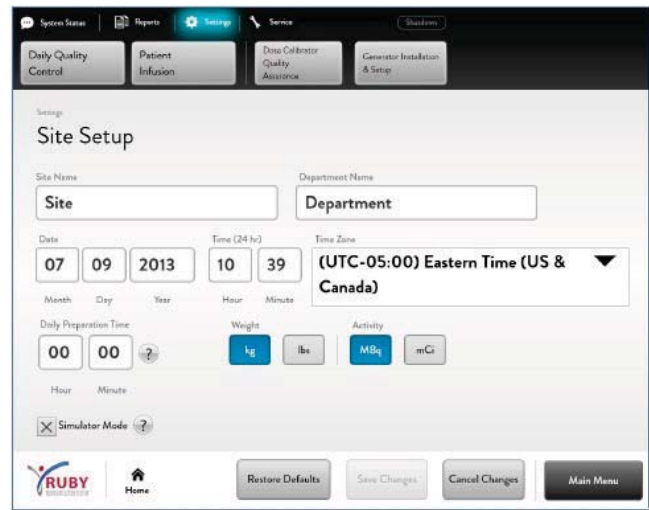 System Status Reports Settings Service Shutdown
Daily Quality Control
Patient Infusion
Dose Calibrator Quality Assurance
Generator Installation & Setup
Settings
Site Setup
Site Name Department Name
Site Department
Date Time (24 hr) Time Zone
07 09 2013 10 39 (UTC-05:00) Eastern Time (US &
Canada)
Month Day Year Hour Minute
Daily Preparation Time Weight Activity
00 00 ? kg lbs MBq mCi
Hour Minute
Simulator Mode ?
RUBY Home Restore Defaults Save Changes Cancel Changes Main Menu